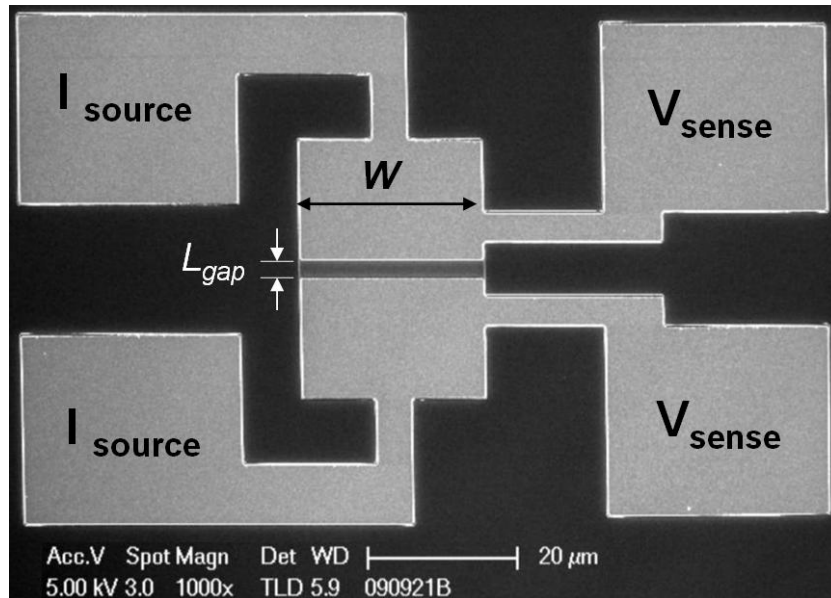 I source
V sense
W
L gap
I source
V sense
Acc.V Spot Magn Det WD 20 μm
5.00 kV 3.0 1000x TLD 5.9 090921B